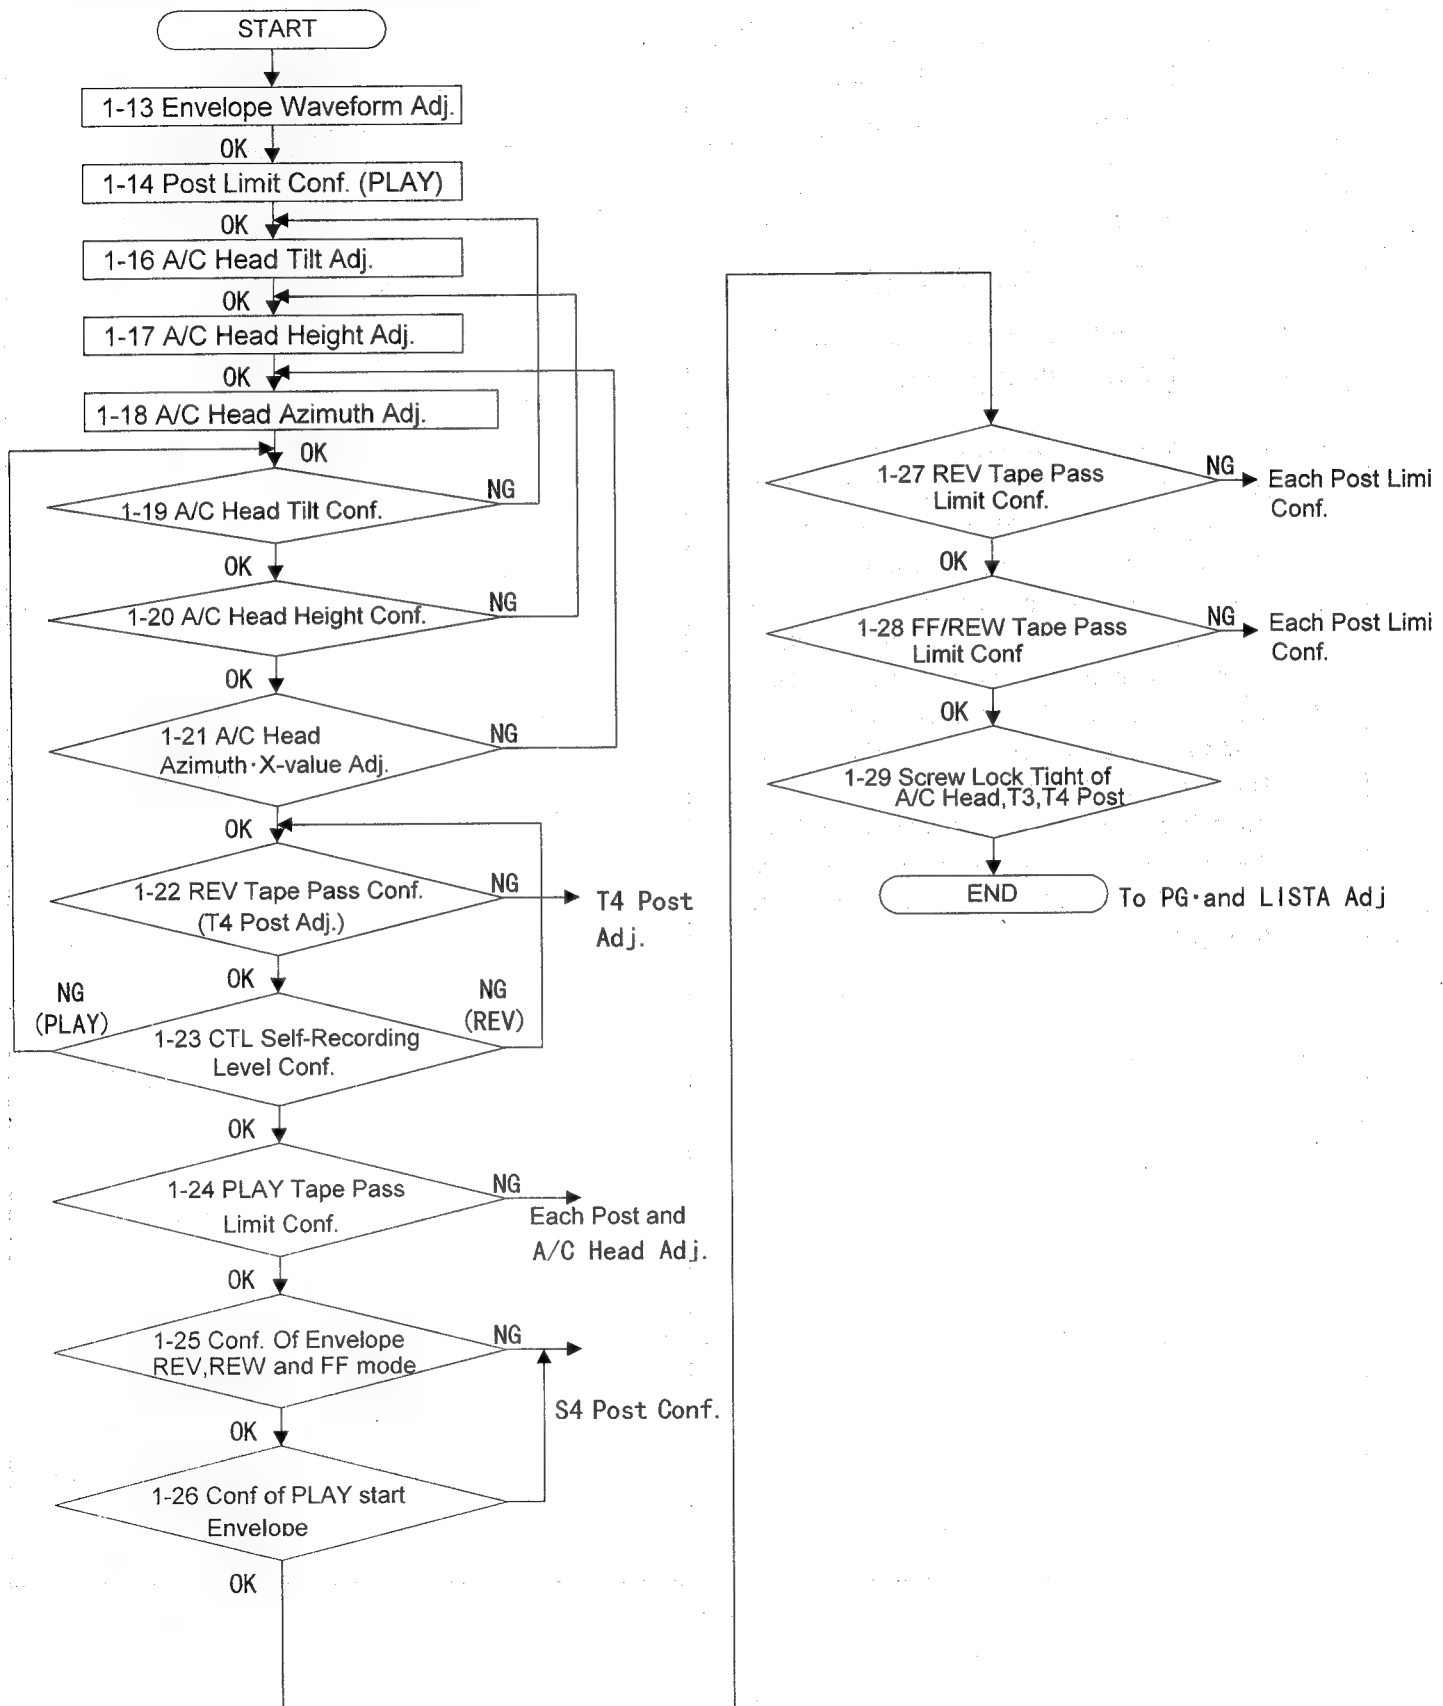 START
1-13 Envelope Waveform Adj.
OK
1-14 Post Limit Conf. (PLAY)
OK
1-16 A/C Head Tilt Adj.
OK
1-17 A/C Head Height Adj.
OK
1-18 A/C Head Azimuth Adj.
OK
1-19 A/C Head Tilt Conf.
NG
OK
1-20 A/C Head Height Conf.
NG
OK
1-21 A/C Head
Azimuth·X-value Adj.
NG
OK
1-22 REV Tape Pass Conf.
(T4 Post Adj.)
NG
T4 Post
Adj.
OK
NG
(PLAY)
NG
(REV)
1-23 CTL Self-Recording
Level Conf.
OK
1-24 PLAY Tape Pass
Limit Conf.
NG
Each Post and
A/C Head Adj.
OK
1-25 Conf. Of Envelope
REV,REW and FF mode
NG
S4 Post Conf.
OK
1-26 Conf of PLAY start
Envelope
OK
1-27 REV Tape Pass
Limit Conf.
NG
Each Post Limi
Conf.
OK
1-28 FF/REW Tape Pass
Limit Conf
NG
Each Post Limi
Conf.
OK
1-29 Screw Lock Tight of
A/C Head,T3,T4 Post
END
To PG·and LISTA Adj